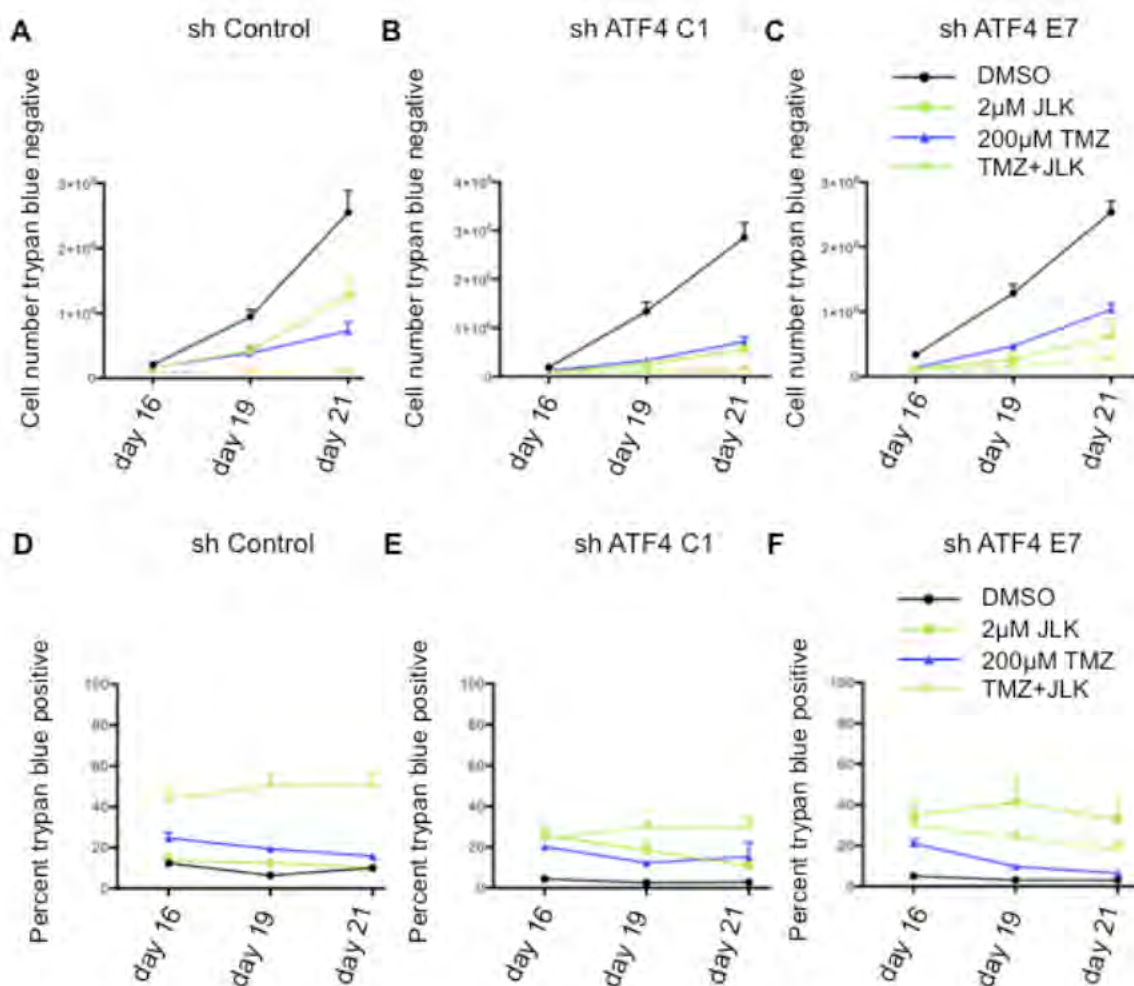 A sh Control B sh ATF4 C1 C sh ATF4 E7
DMSO
2µM JLK
200µM TMZ
TMZ+JLK
Cell number trypan blue negative
0
day 16
day 19
day 21
Cell number trypan blue negative
0
day 16
day 19
day 21
Cell number trypan blue negative
0
day 16
day 19
day 21
D sh Control E sh ATF4 C1 F sh ATF4 E7
DMSO
2µM JLK
200µM TMZ
TMZ+JLK
Percent trypan blue positive
100
80
60
40
20
0
day 16
day 19
day 21
Percent trypan blue positive
100
80
60
40
20
0
day 16
day 19
day 21
Percent trypan blue positive
100
80
60
40
20
0
day 16
day 19
day 21